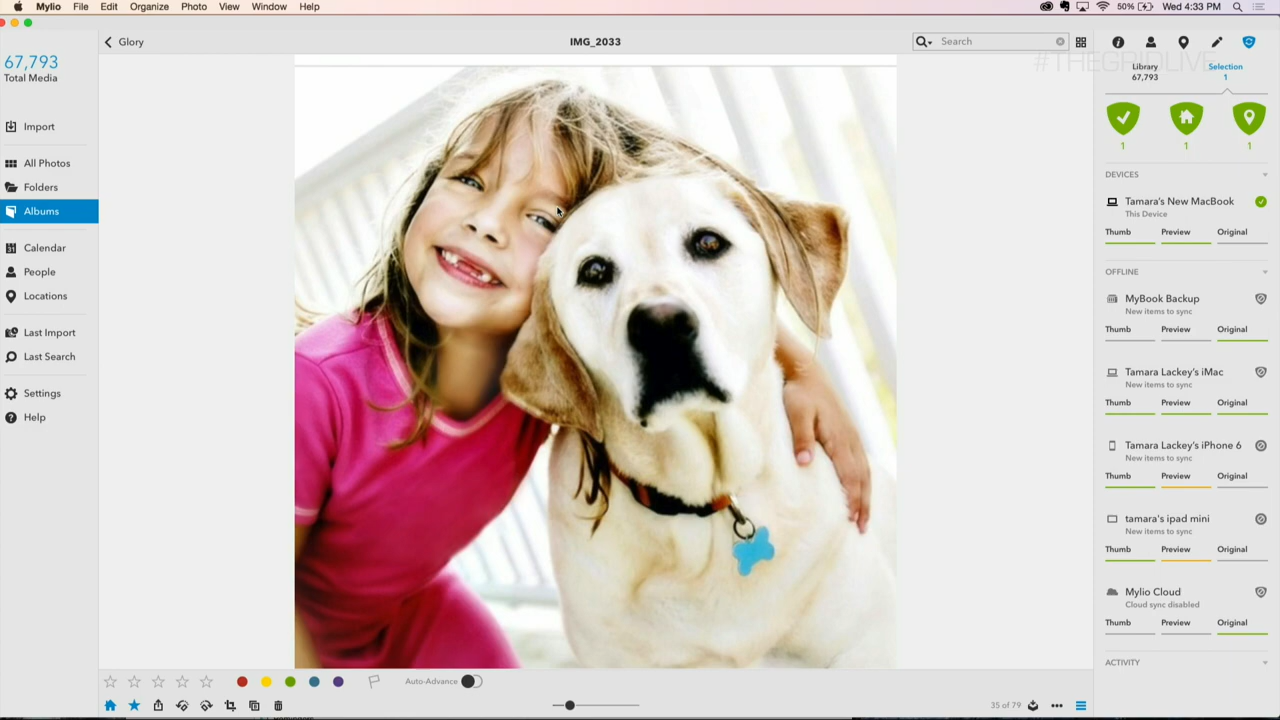 Mylio File Edit Organize Photo View Window Help
50% Wed 4:33 PM
Glory
IMG_2033
Search
#THEGRIDLIVE
67,793
Total Media
Import
All Photos
Folders
Albums
Calendar
People
Locations
Last Import
Last Search
Settings
Help
Library
67,793
Selection
1
1 1 1
DEVICES
Tamara's New MacBook
This Device
Thumb Preview Original
OFFLINE
MyBook Backup
New items to sync
Thumb Preview Original
Tamara Lackey's iMac
New items to sync
Thumb Preview Original
Tamara Lackey's iPhone 6
New items to sync
Thumb Preview Original
tamara's ipad mini
New items to sync
Thumb Preview Original
Mylio Cloud
Cloud sync disabled
Thumb Preview Original
ACTIVITY
Auto-Advance
35 of 79